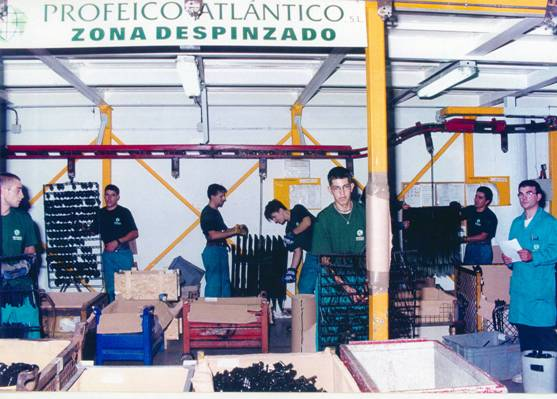 PROFEICO ATLÁNTICO S.L.
ZONA DESPINZADO